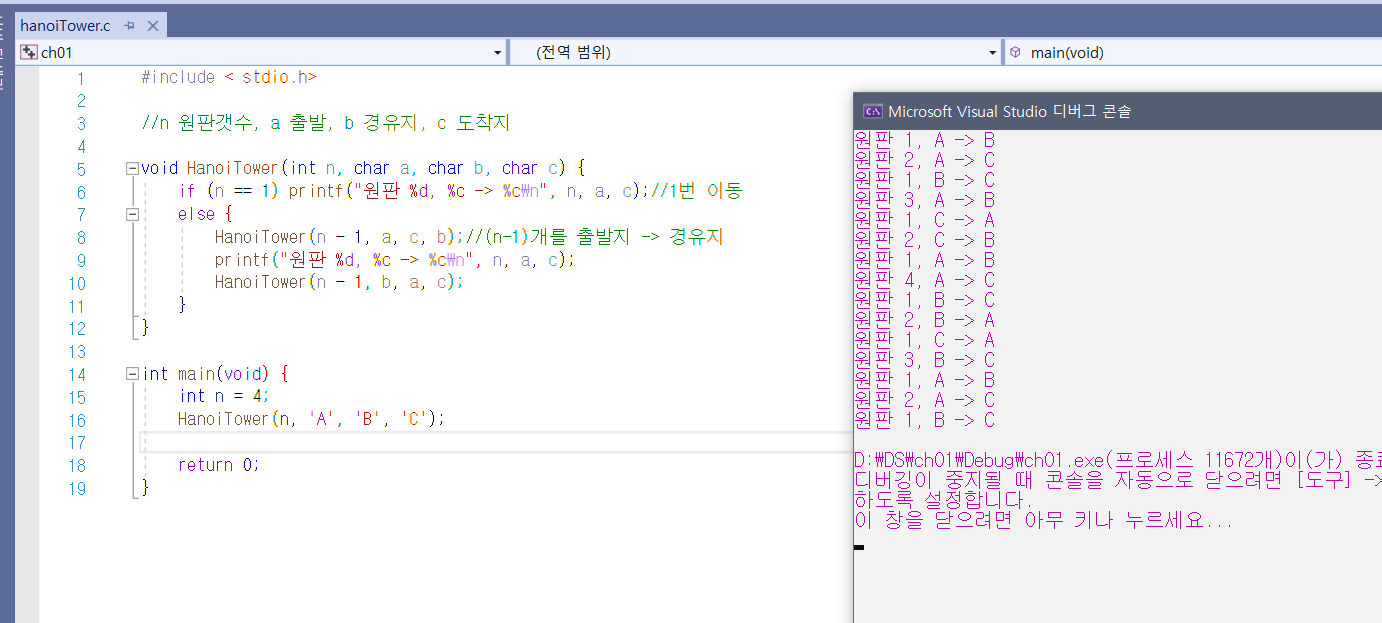 hanoiTower.c
ch01
(전역 범위)
main(void)
1 #include < stdio.h>
2
3 //n 원판갯수, a 출발, b 경유지, c 도착지
4
5 void HanoiTower(int n, char a, char b, char c) {
6 if (n == 1) printf("원판 %d, %c -> %c₩n", n, a, c);//1번 이동
7 else {
8 HanoiTower(n - 1, a, c, b);//(n-1)개를 출발지 -> 경유지
9 printf("원판 %d, %c -> %c₩n", n, a, c);
10 HanoiTower(n - 1, b, a, c);
11 }
12 }
13
14 int main(void) {
15 int n = 4;
16 HanoiTower(n, 'A', 'B', 'C');
17
18 return 0;
19 }
Microsoft Visual Studio 디버그 콘솔
원판 1, A -> B
원판 2, A -> C
원판 1, B -> C
원판 3, A -> B
원판 1, C -> A
원판 2, C -> B
원판 1, A -> B
원판 4, A -> C
원판 1, B -> C
원판 2, B -> A
원판 1, C -> A
원판 3, B -> C
원판 1, A -> B
원판 2, A -> C
원판 1, B -> C
D:₩DS₩ch01₩Debug₩ch01.exe(프로세스 11672개)이(가) 종료
디버깅이 중지될 때 콘솔을 자동으로 닫으려면 [도구] ->
하도록 설정합니다.
이 창을 닫으려면 아무 키나 누르세요...